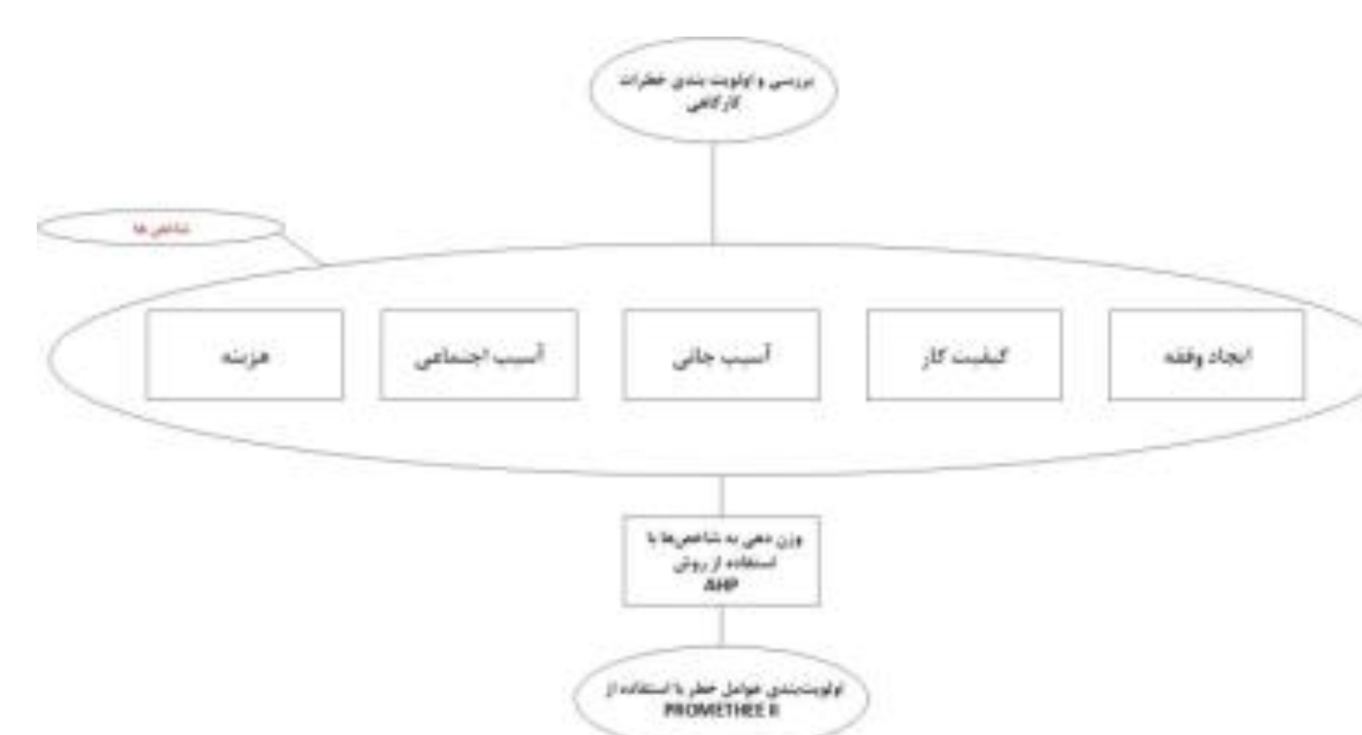 بررسی و اولویت بندی خطرات
کارگاهی
شاخص ها
ایجاد وقفه
کیفیت کار
آسیب جانی
آسیب اجتماعی
هزینه
وزن دهی به شاخص‌ها با
استفاده از روش
AHP
اولویت‌بندی عوامل خطر با استفاده از
PROMETHEE II